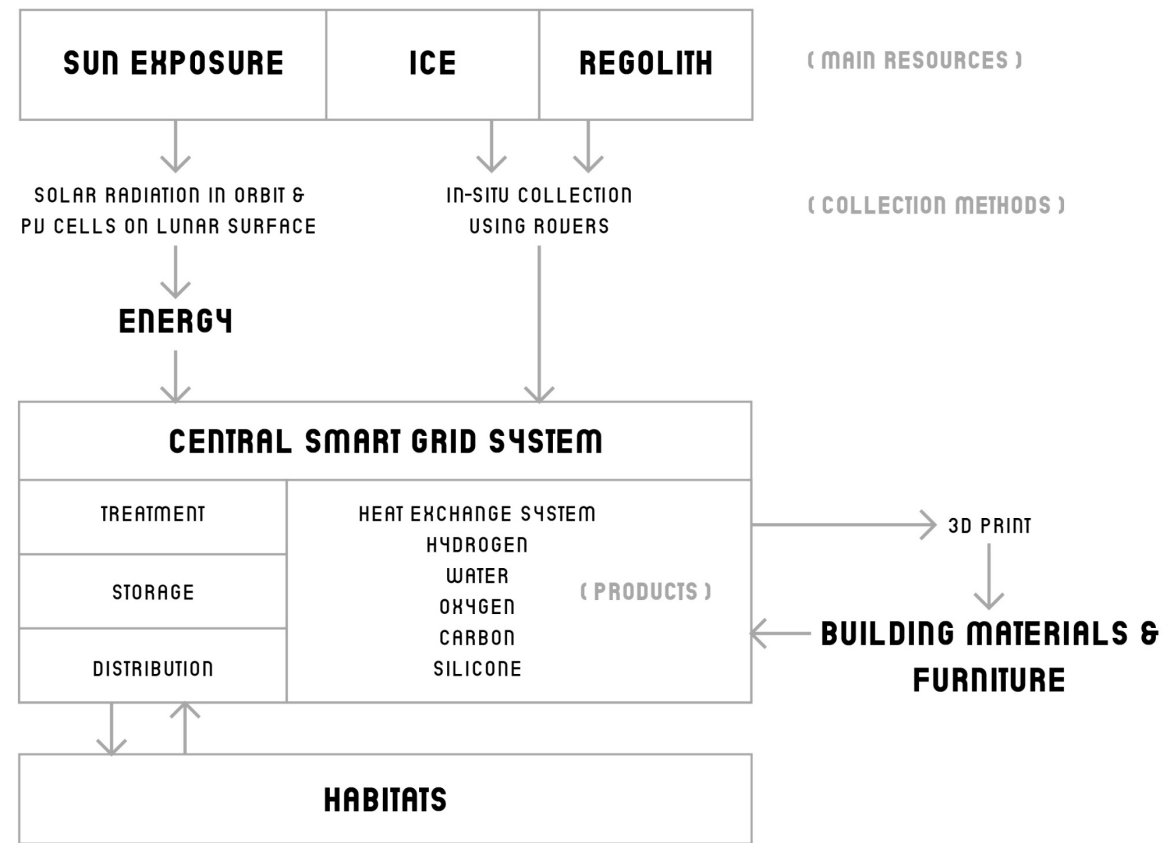 SUN EXPOSURE
ICE
REGOLITH
( MAIN RESOURCES )
SOLAR RADIATION IN ORBIT &
PV CELLS ON LUNAR SURFACE
IN-SITU COLLECTION
USING ROVERS
( COLLECTION METHODS )
ENERGY
CENTRAL SMART GRID SYSTEM
TREATMENT
STORAGE
DISTRIBUTION
HEAT EXCHANGE SYSTEM
HYDROGEN
WATER
OXYGEN
CARBON
SILICONE
( PRODUCTS )
3D PRINT
BUILDING MATERIALS &
FURNITURE
HABITATS